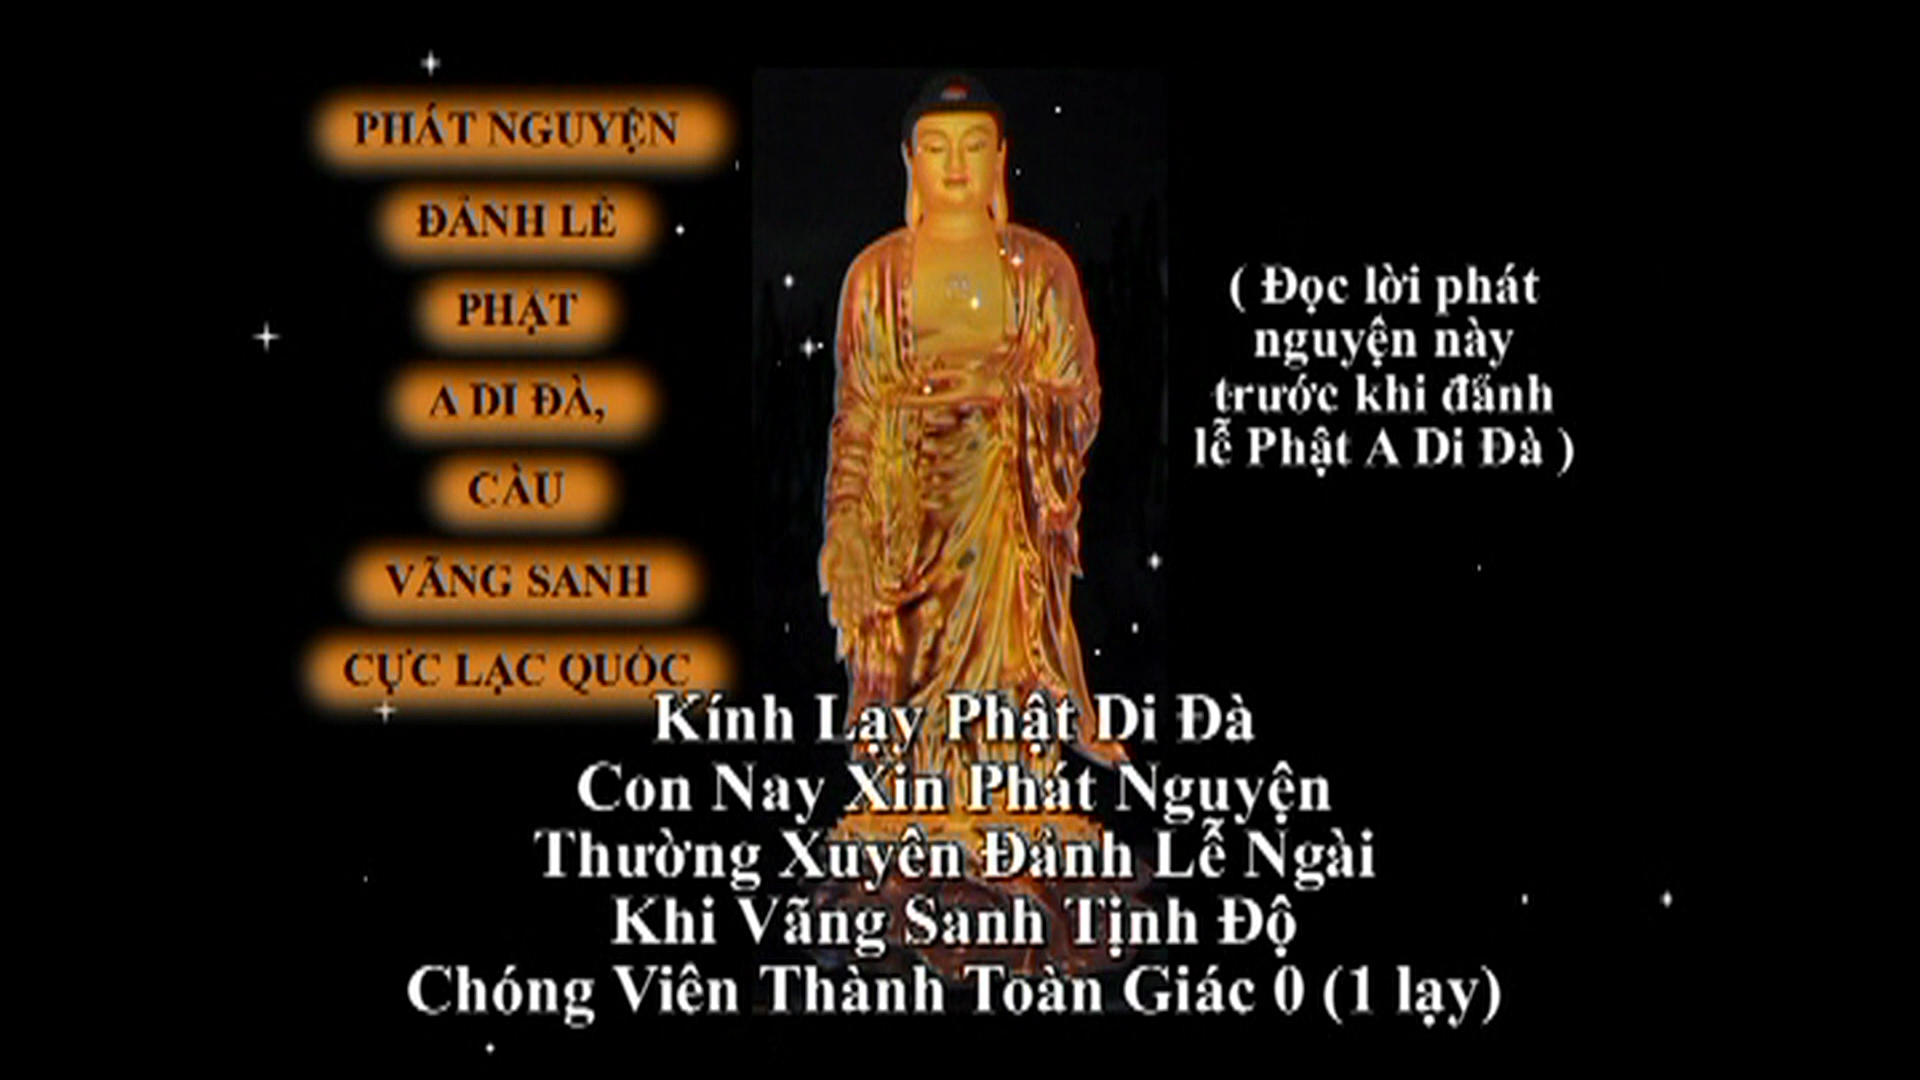 PHÁT NGUYỆN
ĐẢNH LỄ
PHẬT
A DI ĐÀ,
CẦU
VÃNG SANH
CỰC LẠC QUỐC
( Đọc lời phát
nguyện này
trước khi đảnh
lễ Phật A Di Đà )
Kính Lạy Phật Di Đà
Con Nay Xin Phát Nguyện
Thường Xuyên Đảnh Lễ Ngài
Khi Vãng Sanh Tịnh Độ
Chóng Viên Thành Toàn Giác 0 (1 lạy)